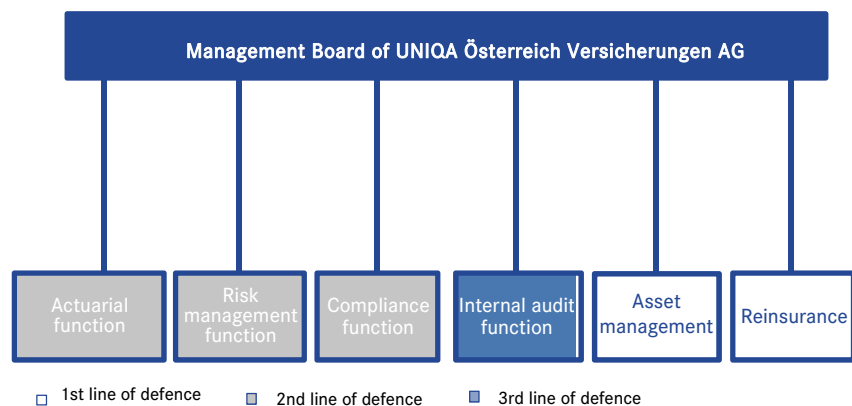 Management Board of UNIQA Österreich Versicherungen AG
Actuarial
function
Risk
management
function
Compliance
function
Internal audit
function
Asset
management
Reinsurance
1st line of defence
2nd line of defence
3rd line of defence